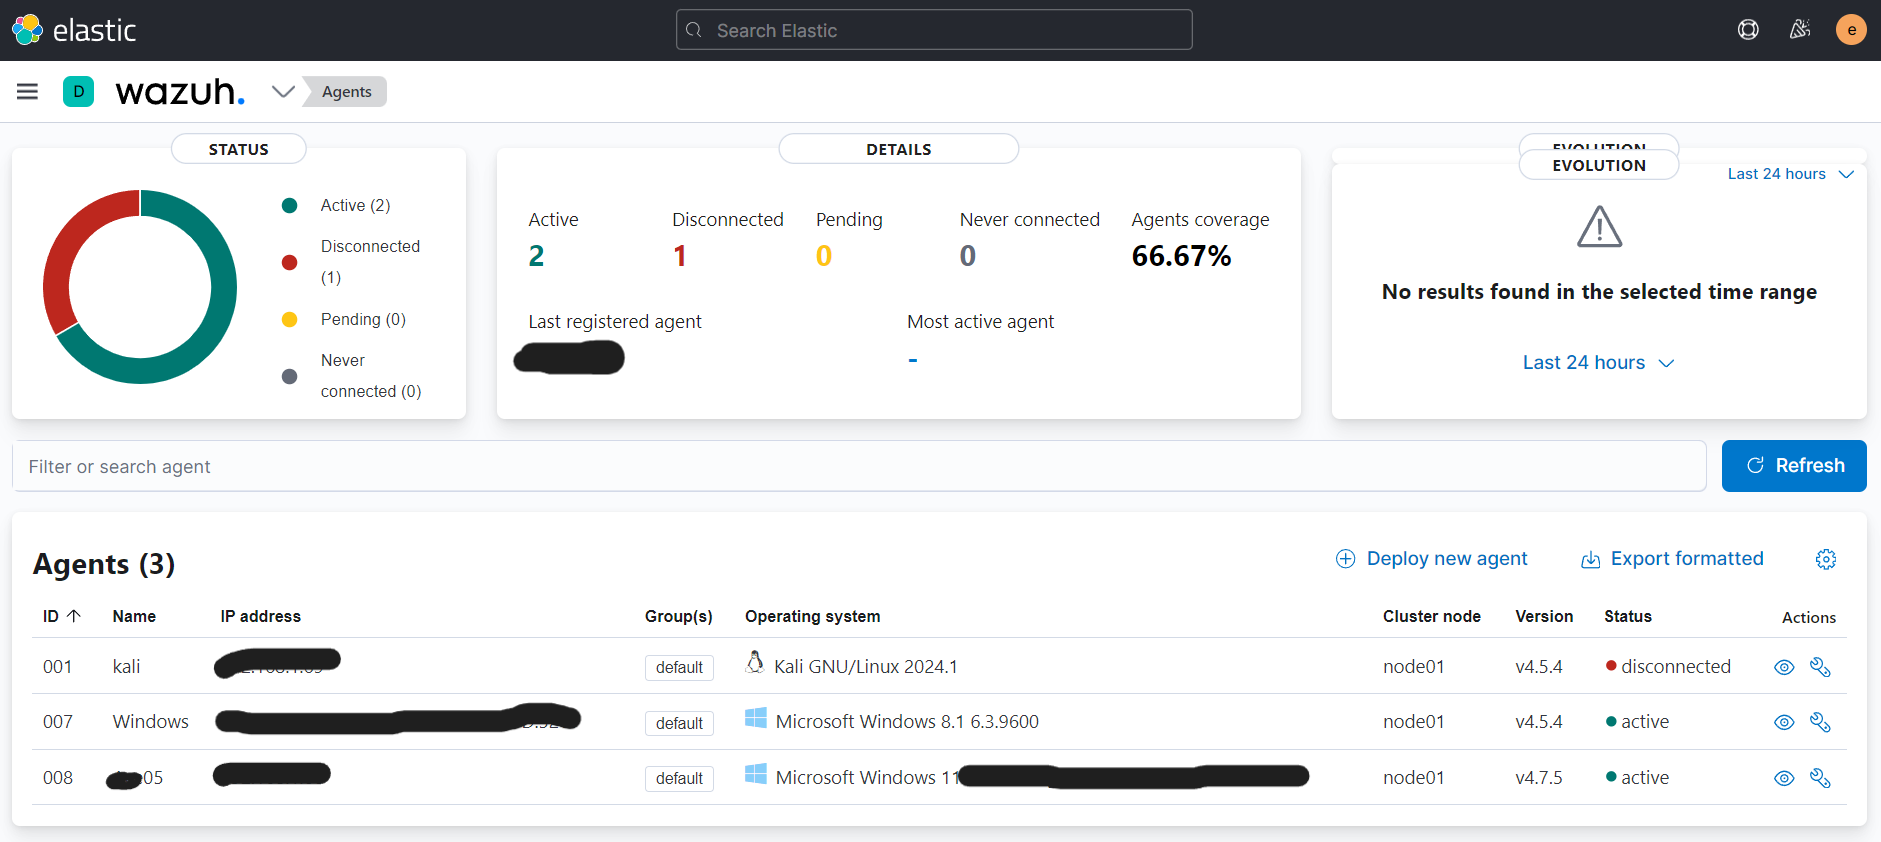 elastic
Search Elastic
e
D
wazuh.
Agents
STATUS
Active (2)
Disconnected
(1)
Pending (0)
Never
connected (0)
DETAILS
Active
2
Disconnected
1
Pending
0
Never connected
0
Agents coverage
66.67%
Last registered agent
Most active agent
-
EVOLUTION
EVOLUTION
Last 24 hours
No results found in the selected time range
Last 24 hours
Filter or search agent
Refresh
Agents (3)
Deploy new agent
Export formatted
ID Name IP address Group(s) Operating system Cluster node Version Status Actions
001 kali default Kali GNU/Linux 2024.1 node01 v4.5.4 disconnected
007 Windows default Microsoft Windows 8.1 6.3.9600 node01 v4.5.4 active
008 05 default Microsoft Windows 11 node01 v4.7.5 active